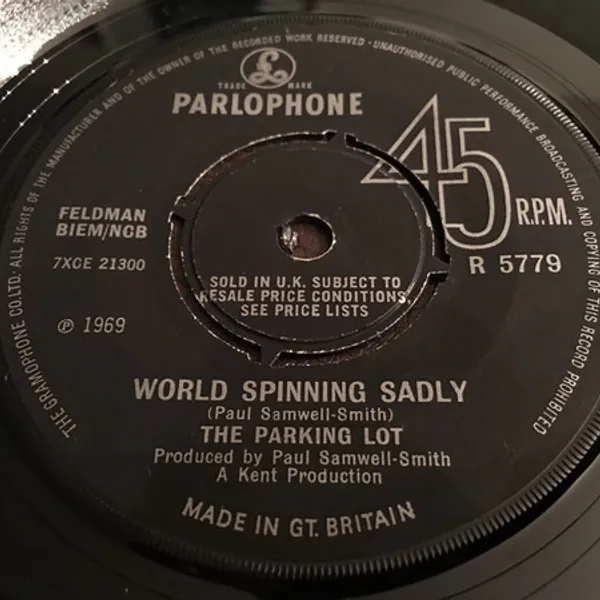 THE GRAMOPHONE CO. LTD. · ALL RIGHTS OF THE MANUFACTURER AND OF THE OWNER OF THE RECORDED WORK RESERVED · UNAUTHORISED PUBLIC PERFORMANCE BROADCASTING AND COPYING OF THIS RECORD PROHIBITED
£
TRADE MARK
PARLOPHONE
45 R.P.M.
FELDMAN
BIEM/NCB
7XCE 21300
R 5779
SOLD IN U.K. SUBJECT TO
RESALE PRICE CONDITIONS,
SEE PRICE LISTS
℗ 1969
WORLD SPINNING SADLY
(Paul Samwell-Smith)
THE PARKING LOT
Produced by Paul Samwell-Smith
A Kent Production
MADE IN GT. BRITAIN